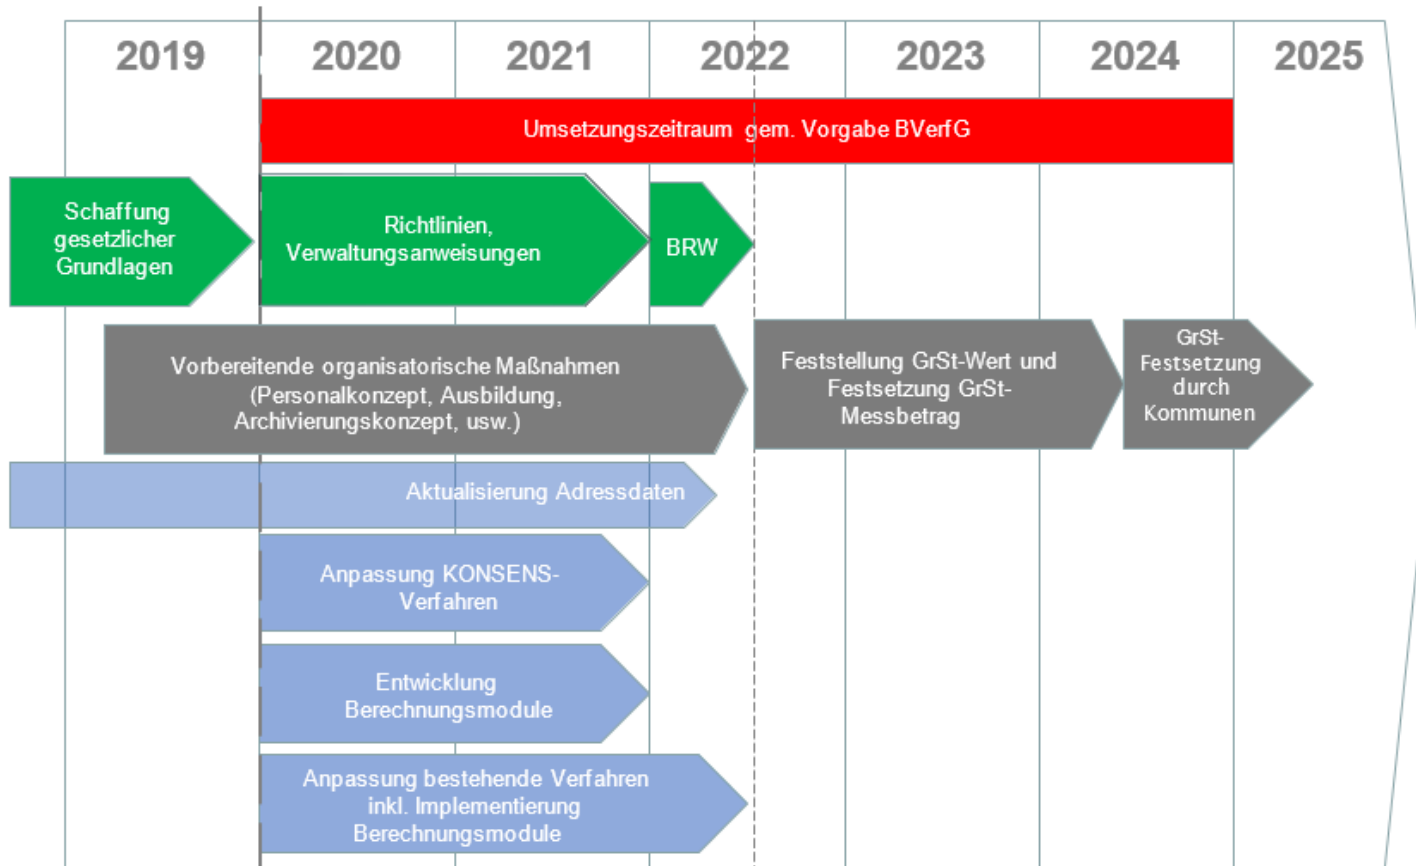 2019 2020 2021 2022 2023 2024 2025
Umsetzungszeitraum gem. Vorgabe BVerfG
Schaffung
gesetzlicher
Grundlagen
Richtlinien,
Verwaltungsanweisungen
BRW
Vorbereitende organisatorische Maßnahmen
(Personalkonzept, Ausbildung,
Archivierungskonzept, usw.)
Feststellung GrSt-Wert und
Festsetzung GrSt-
Messbetrag
GrSt-
Festsetzung
durch
Kommunen
Aktualisierung Adressdaten
Anpassung KONSENS-
Verfahren
Entwicklung
Berechnungsmodule
Anpassung bestehende Verfahren
inkl. Implementierung
Berechnungsmodule